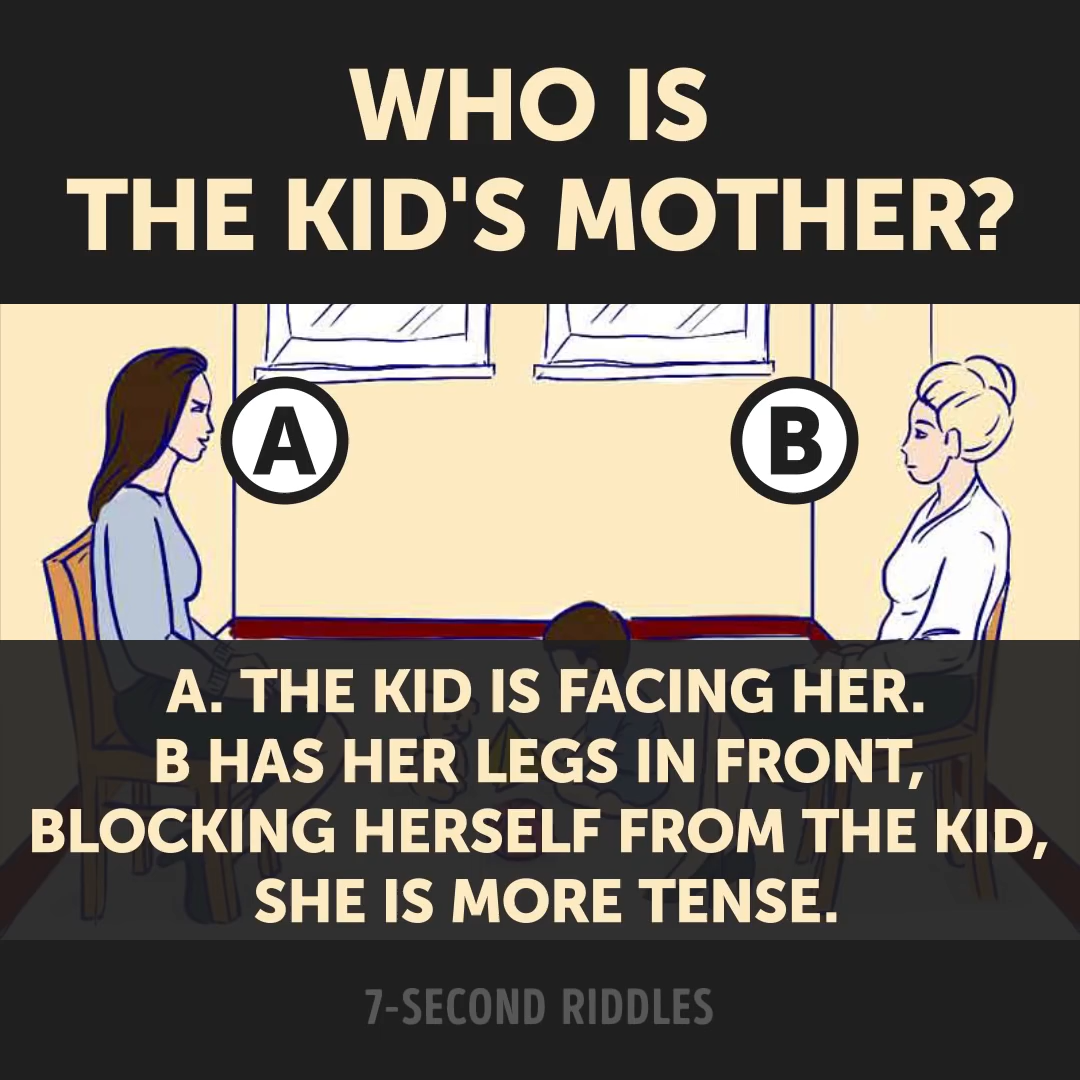 WHO IS
THE KID'S MOTHER?
A
B
A. THE KID IS FACING HER.
B HAS HER LEGS IN FRONT,
BLOCKING HERSELF FROM THE KID,
SHE IS MORE TENSE.
7-SECOND RIDDLES